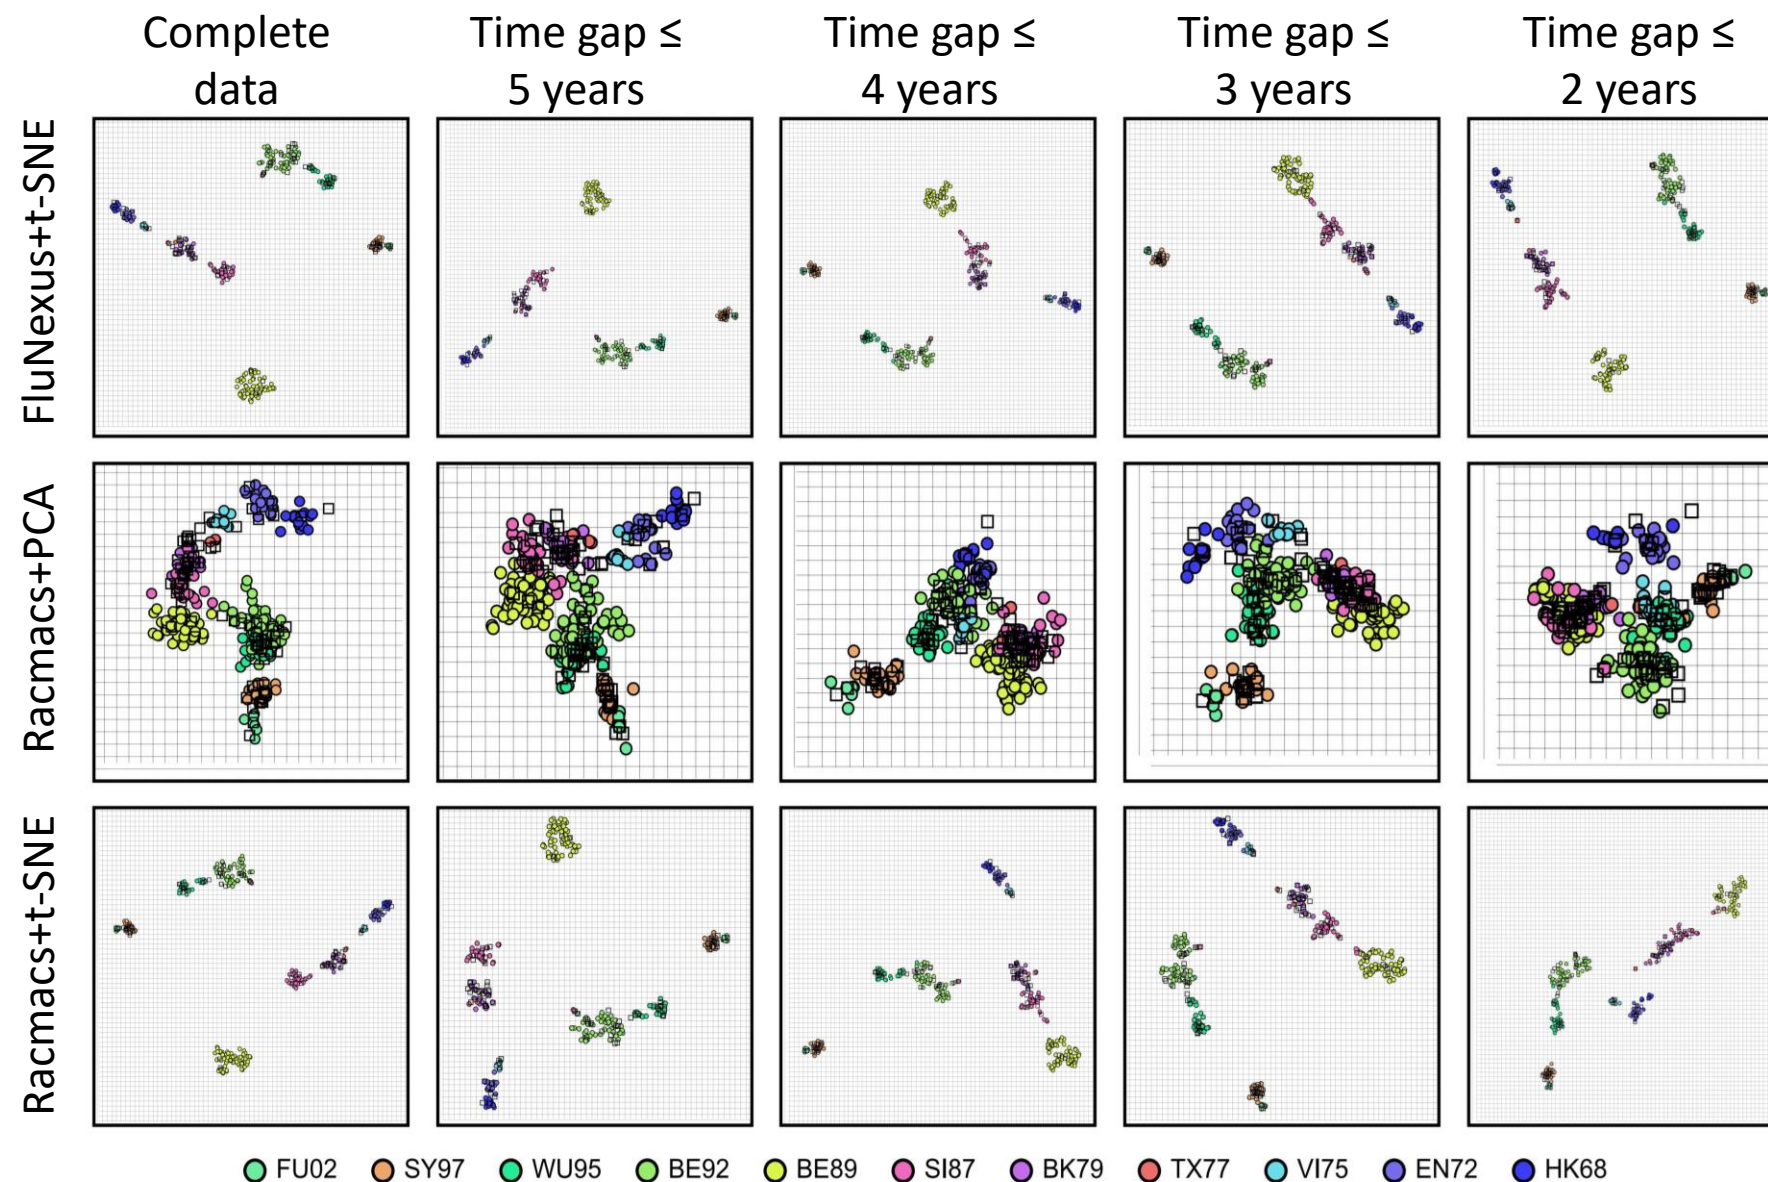 Complete data
Time gap ≤ 5 years
Time gap ≤ 4 years
Time gap ≤ 3 years
Time gap ≤ 2 years
FluNexus+t-SNE
Racmacs+PCA
Racmacs+t-SNE
FU02 SY97 WU95 BE92 BE89 SI87 BK79 TX77 VI75 EN72 HK68